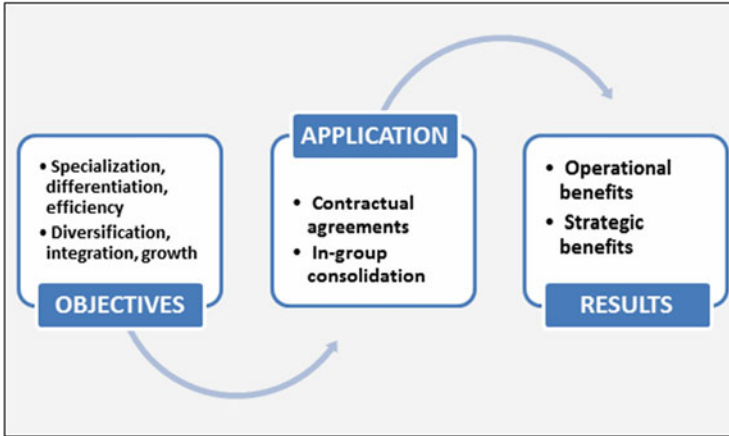 • Specialization,
differentiation,
efficiency
• Diversification,
integration, growth
OBJECTIVES
APPLICATION
• Contractual
agreements
• In-group
consolidation
• Operational
benefits
• Strategic
benefits
RESULTS